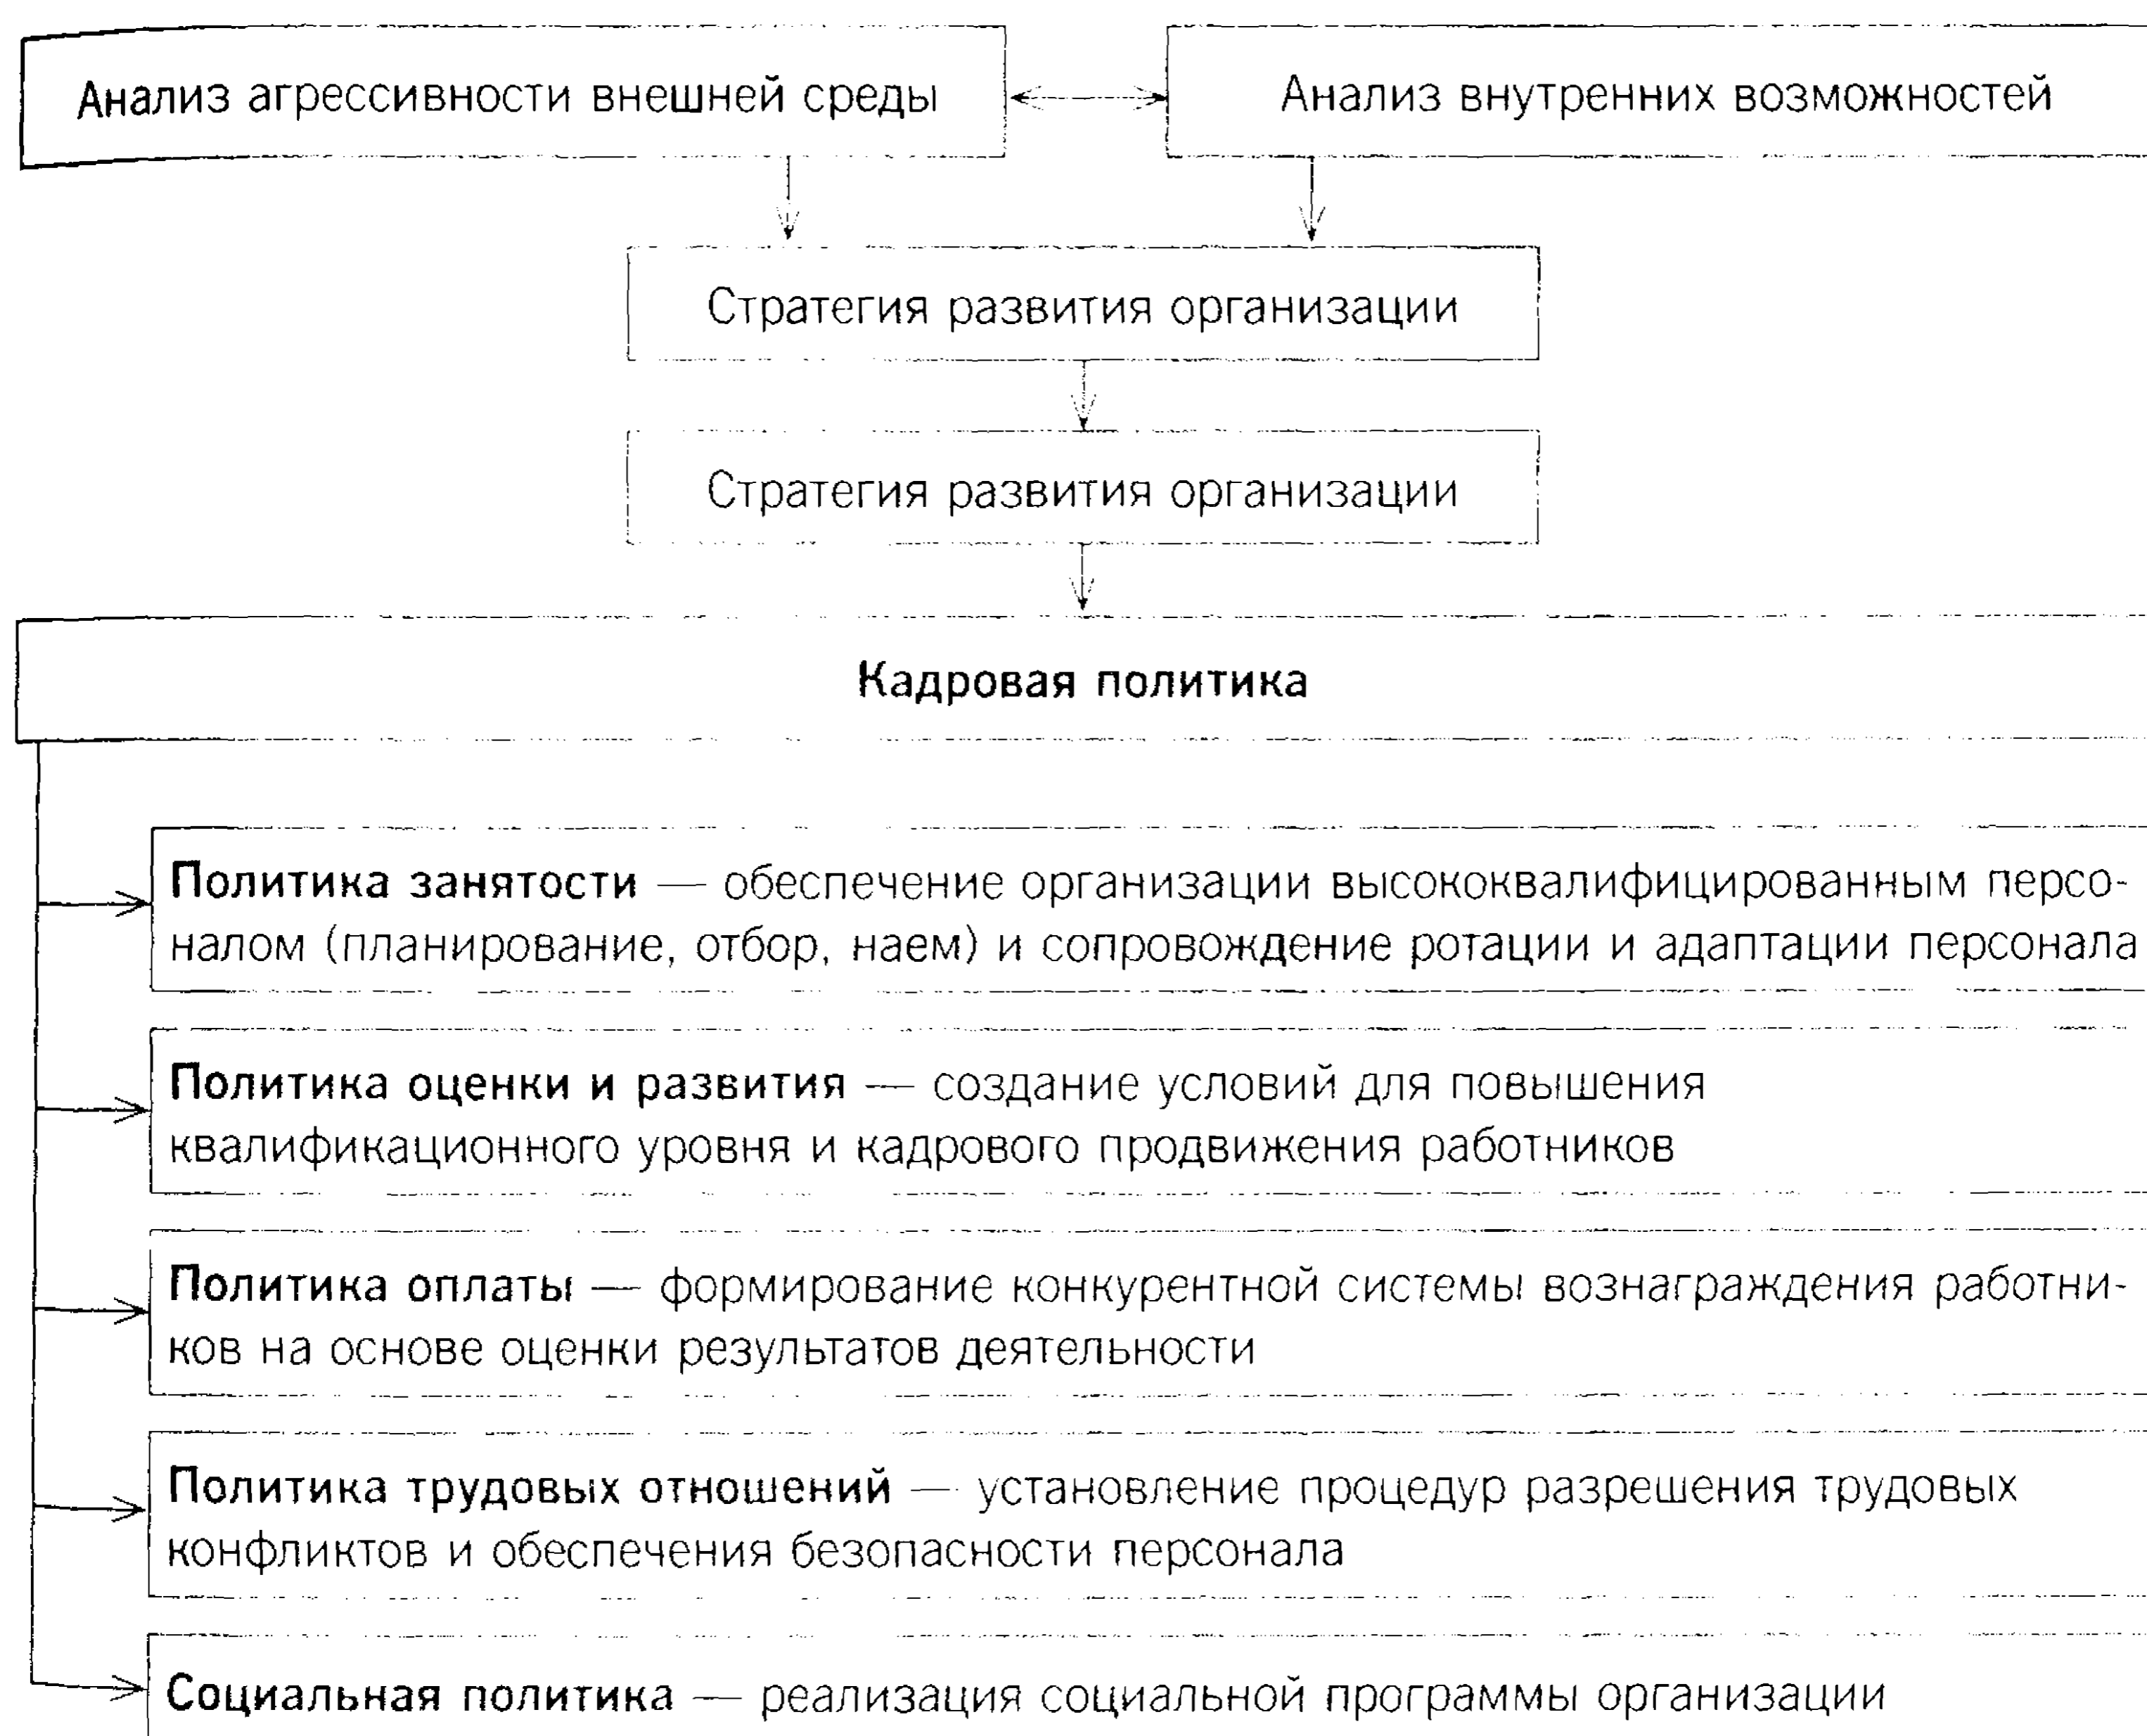 Анализ агрессивности внешней среды
Анализ внутренних возможностей
Стратегия развития организации
Стратегия развития организации
Кадровая политика
Политика занятости — обеспечение организации высококвалифицированным персо-
налом (планирование, отбор, наем) и сопровождение ротации и адаптации персонала
Политика оценки и развития — создание условий для повышения
квалификационного уровня и кадрового продвижения работников
Политика оплаты — формирование конкурентной системы вознаграждения работни-
ков на основе оценки результатов деятельности
Политика трудовых отношений — установление процедур разрешения трудовых
конфликтов и обеспечения безопасности персонала
Социальная политика — реализация социальной программы организации